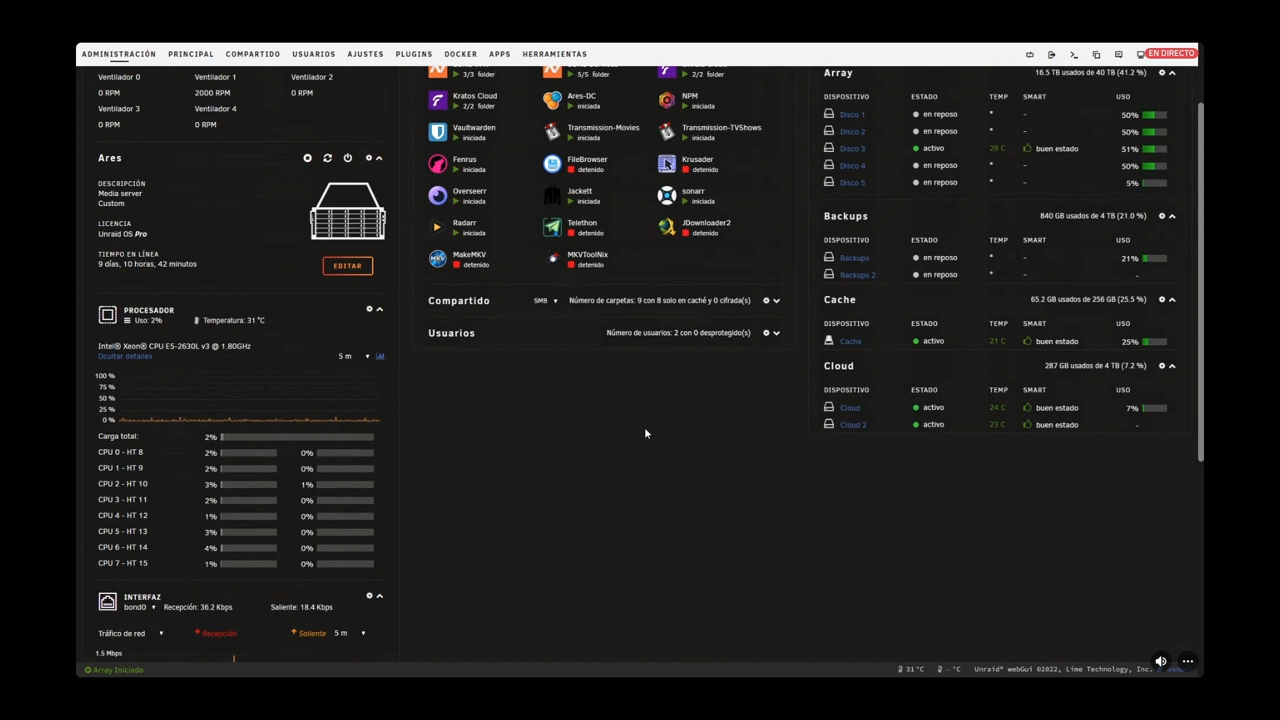 ADMINISTRACIÓN PRINCIPAL COMPARTIDO USUARIOS AJUSTES PLUGINS DOCKER APPS HERRAMIENTAS
EN DIRECTO
Ventilador 0 Ventilador 1 Ventilador 2
0 RPM 2000 RPM 0 RPM
Ventilador 3 Ventilador 4
0 RPM 0 RPM
Ares
DESCRIPCIÓN
Media server
Custom
LICENCIA
Unraid OS Pro
TIEMPO EN LÍNEA
9 días, 10 horas, 42 minutos
EDITAR
PROCESADOR
Uso: 2% Temperatura: 31 °C
Intel® Xeon® CPU E5-2630L v3 @ 1.80GHz
Ocultar detalles 5 m
100 %
75 %
50 %
25 %
0 %
Carga total: 2%
CPU 0 - HT 8 2% 0%
CPU 1 - HT 9 2% 0%
CPU 2 - HT 10 3% 1%
CPU 3 - HT 11 2% 0%
CPU 4 - HT 12 1% 0%
CPU 5 - HT 13 3% 0%
CPU 6 - HT 14 4% 0%
CPU 7 - HT 15 1% 0%
INTERFAZ
bond0 Recepción: 36.2 Kbps Saliente: 18.4 Kbps
Tráfico de red Recepción Saliente 5 m
1.5 Mbps
3/3 folder 5/5 folder 2/2 folder
Kratos Cloud Ares-DC NPM
2/2 folder iniciada iniciada
Vaultwarden Transmission-Movies Transmission-TVShows
iniciada iniciada iniciada
Fenrus FileBrowser Krusader
iniciada detenido detenido
Overseerr Jackett sonarr
iniciada iniciada iniciada
Radarr Telethon JDownloader2
iniciada detenido detenido
MakeMKV MKVToolNix
detenido detenido
Compartido SMB Número de carpetas: 9 con 8 solo en caché y 0 cifrada(s)
Usuarios Número de usuarios: 2 con 0 desprotegido(s)
Array 16.5 TB usados de 40 TB (41.2 %)
DISPOSITIVO ESTADO TEMP SMART USO
Disco 1 en reposo * - 50%
Disco 2 en reposo * - 50%
Disco 3 activo 28 C buen estado 51%
Disco 4 en reposo * - 50%
Disco 5 en reposo * - 5%
Backups 840 GB usados de 4 TB (21.0 %)
DISPOSITIVO ESTADO TEMP SMART USO
Backups en reposo * - 21%
Backups 2 en reposo * - -
Cache 65.2 GB usados de 256 GB (25.5 %)
DISPOSITIVO ESTADO TEMP SMART USO
Cache activo 21 C buen estado 25%
Cloud 287 GB usados de 4 TB (7.2 %)
DISPOSITIVO ESTADO TEMP SMART USO
Cloud activo 24 C buen estado 7%
Cloud 2 activo 23 C buen estado -
Array Iniciado 31 °C -- °C Unraid® webGui ©2022, Lime Technology, Inc.